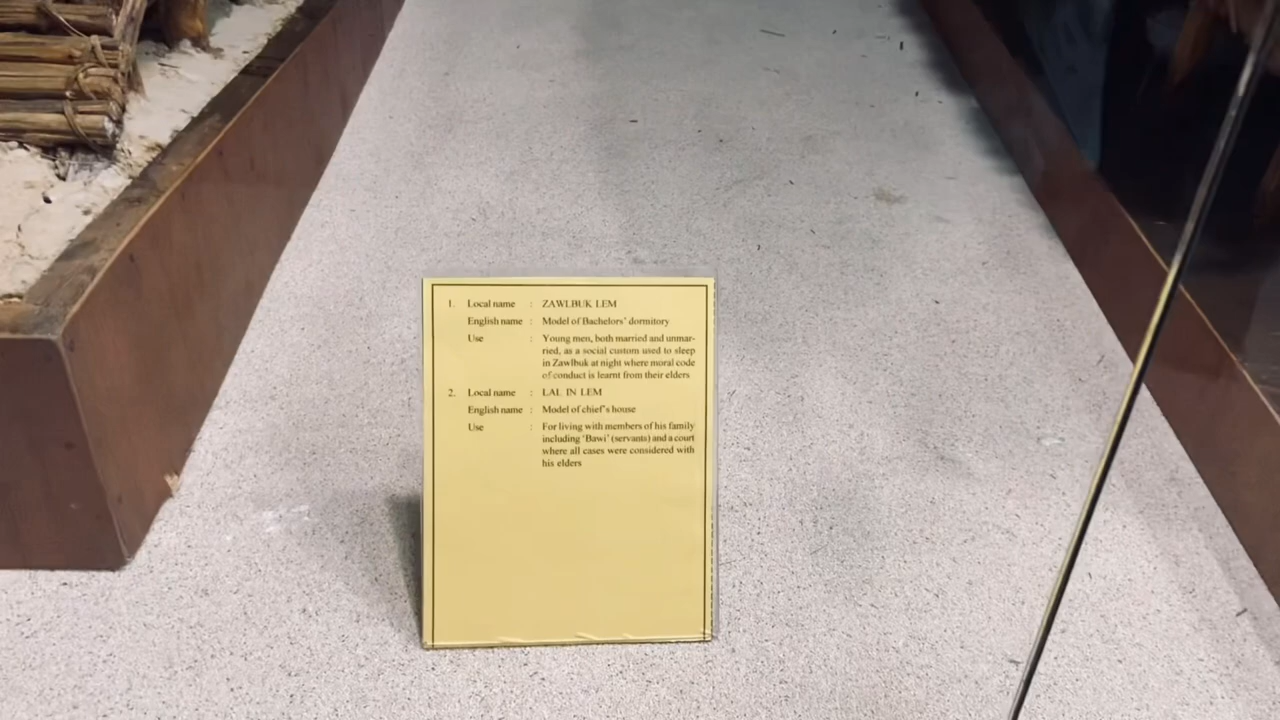 1. Local name : ZAWLBUK LEM
English name : Model of Bachelors' dormitory
Use : Young men, both married and unmar-
ried, as a social custom used to sleep
in Zawlbuk at night where moral code
of conduct is learnt from their elders
2. Local name : LAL IN LEM
English name : Model of chief's house
Use : For living with members of his family
including 'Bawi' (servants) and a court
where all cases were considered with
his elders